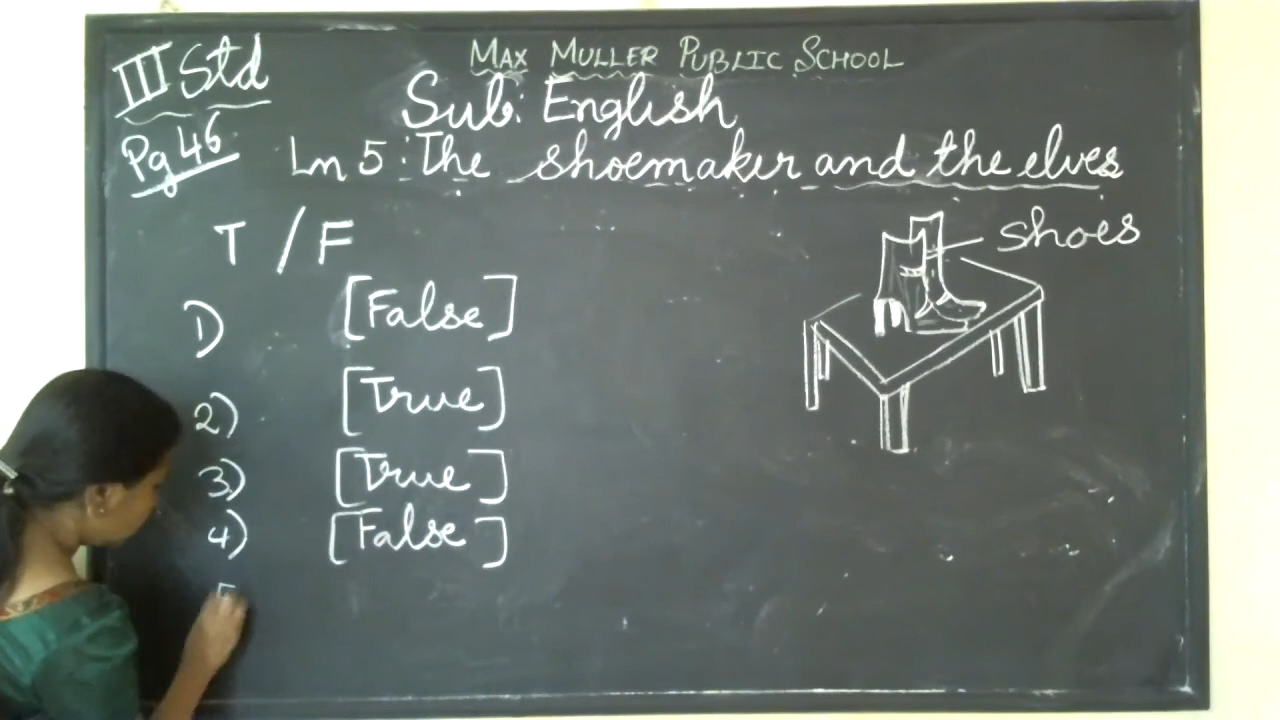 III Std
MAX MULLER PUBLIC SCHOOL
Sub: English
Pg 46
Ln 5: The shoemaker and the elves
T / F
shoes
1) [False]
2) [True]
3) [True]
4) [False]